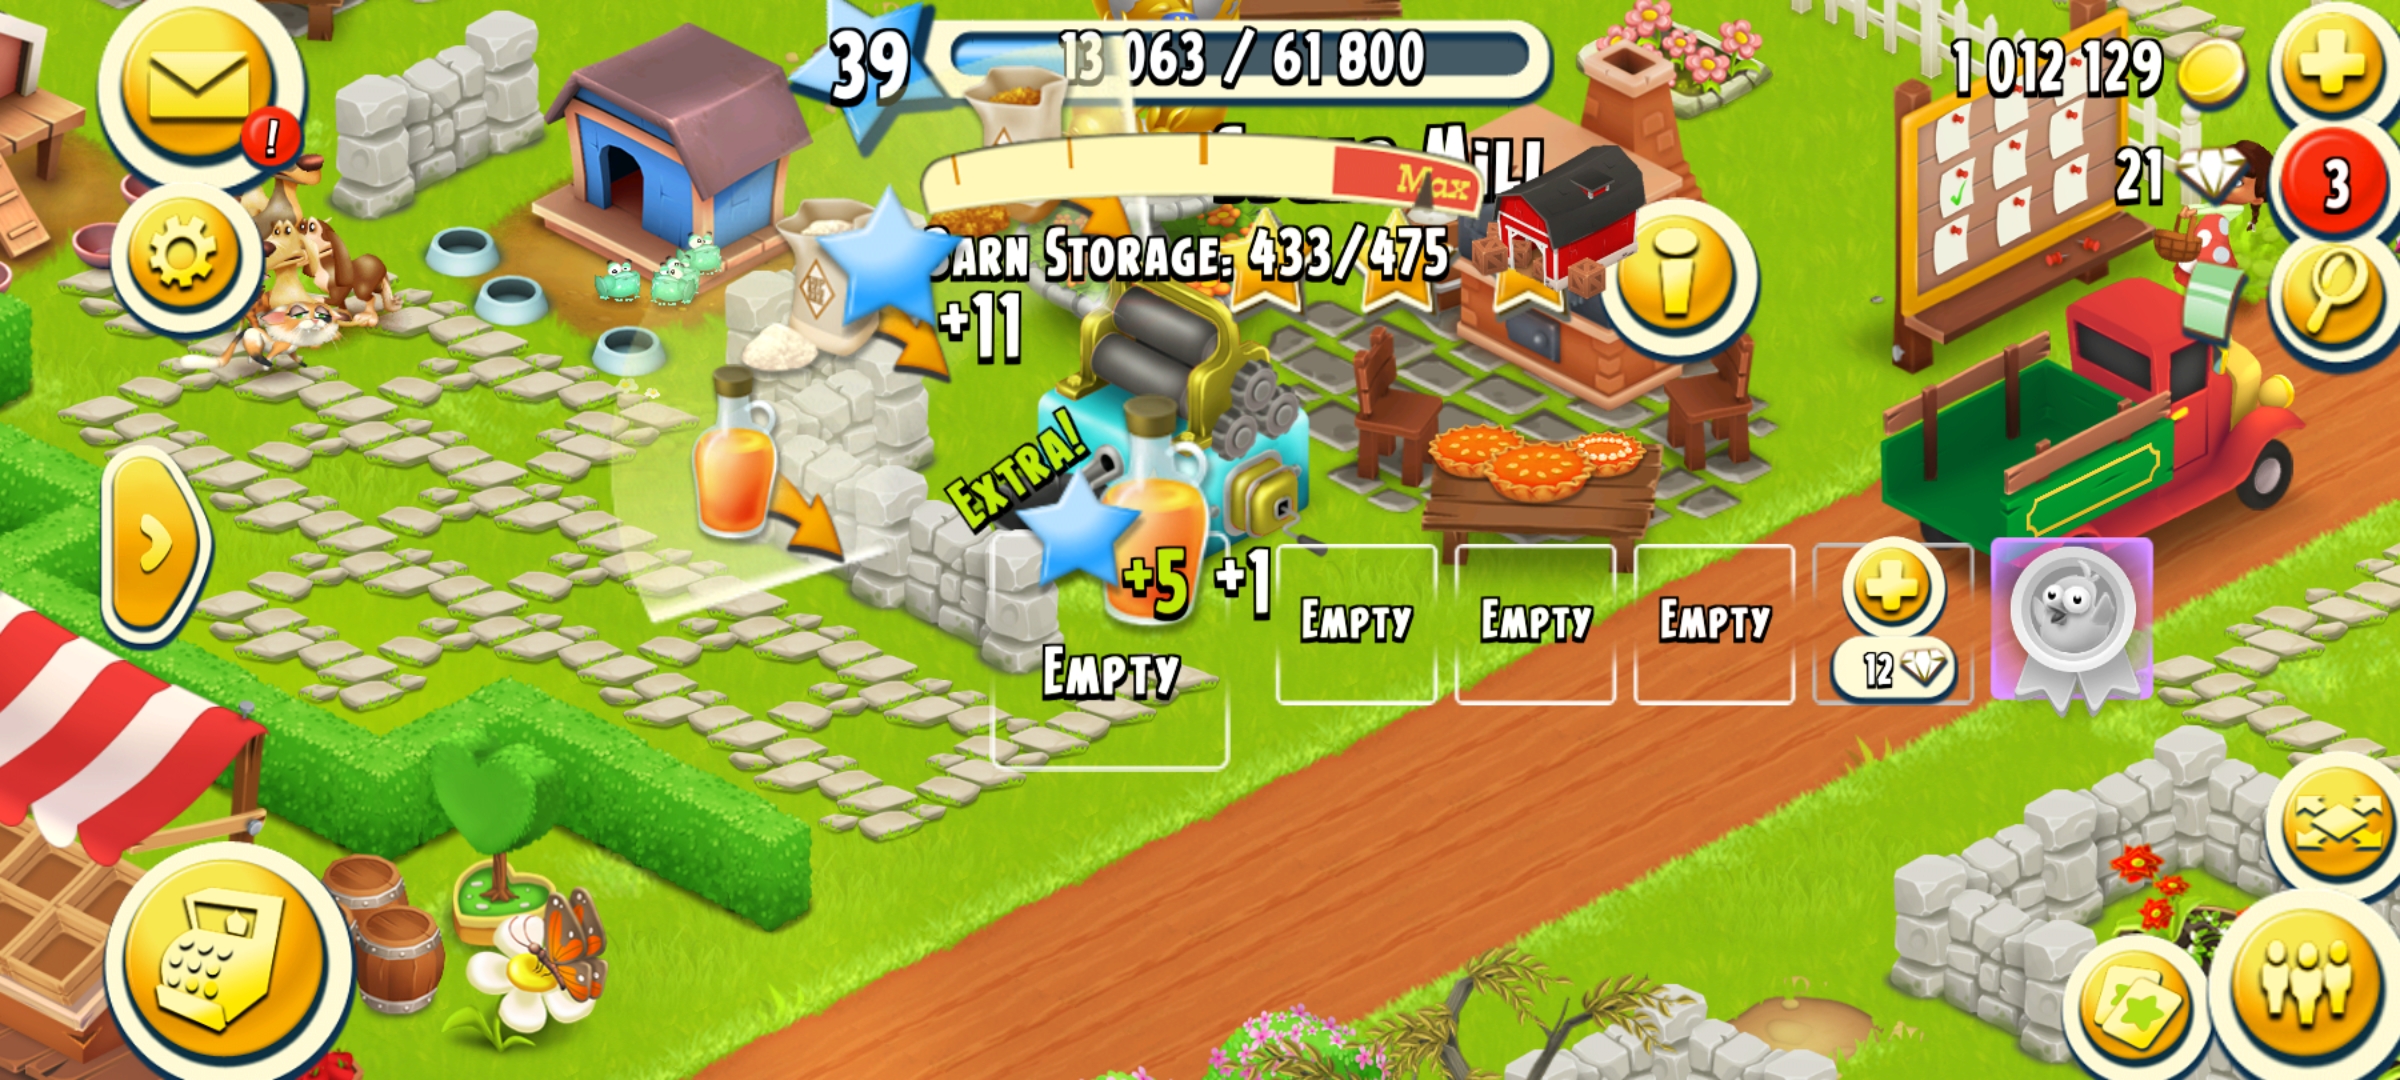 39
13 063 / 61 800
1 012 129
!
Mill
Max
21
3
Barn Storage: 433/475
+11
Extra!
+5
+1
Empty
Empty
Empty
Empty
12